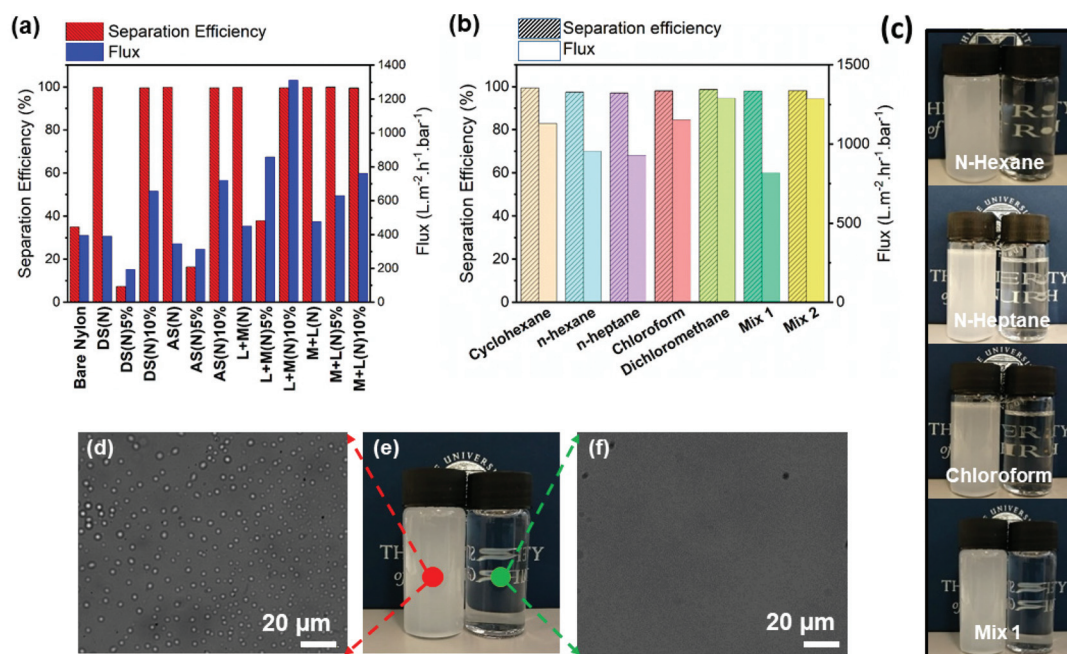 (a)
Separation Efficiency
Flux
Separation Efficiency (%)
100
80
60
40
20
0
1400
1200
1000
800
600
400
200
0
Flux (L.m⁻².h⁻¹.bar⁻¹)
Bare Nylon
DS(N)
DS(N)5%
DS(N)10%
AS(N)
AS(N)5%
AS(N)10%
L+M(N)
L+M(N)5%
L+M(N)10%
M+L(N)
M+L(N)5%
M+L(N)10%
(b)
Separation efficiency
Flux
Separation Efficiency (%)
100
80
60
40
20
0
1500
1000
500
0
Flux (L.m⁻².hr⁻¹.bar⁻¹)
Cyclohexane
n-hexane
n-heptane
Chloroform
Dichloromethane
Mix 1
Mix 2
(c)
N-Hexane
N-Heptane
Chloroform
Mix 1
(d)
20 µm
(e)
(f)
20 µm